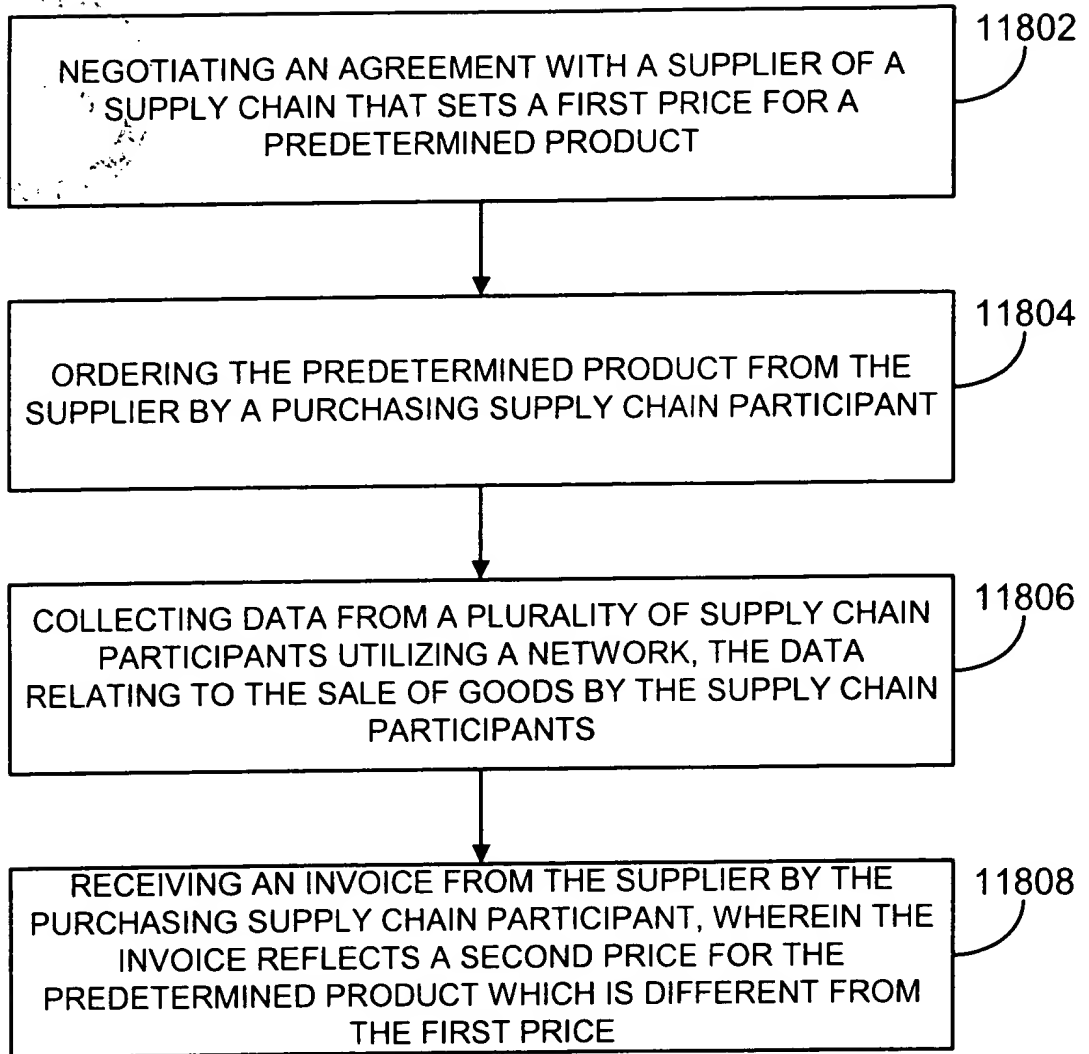 11802
NEGOTIATING AN AGREEMENT WITH A SUPPLIER OF A
SUPPLY CHAIN THAT SETS A FIRST PRICE FOR A
PREDETERMINED PRODUCT
11804
ORDERING THE PREDETERMINED PRODUCT FROM THE
SUPPLIER BY A PURCHASING SUPPLY CHAIN PARTICIPANT
11806
COLLECTING DATA FROM A PLURALITY OF SUPPLY CHAIN
PARTICIPANTS UTILIZING A NETWORK, THE DATA
RELATING TO THE SALE OF GOODS BY THE SUPPLY CHAIN
PARTICIPANTS
11808
RECEIVING AN INVOICE FROM THE SUPPLIER BY THE
PURCHASING SUPPLY CHAIN PARTICIPANT, WHEREIN THE
INVOICE REFLECTS A SECOND PRICE FOR THE
PREDETERMINED PRODUCT WHICH IS DIFFERENT FROM
THE FIRST PRICE